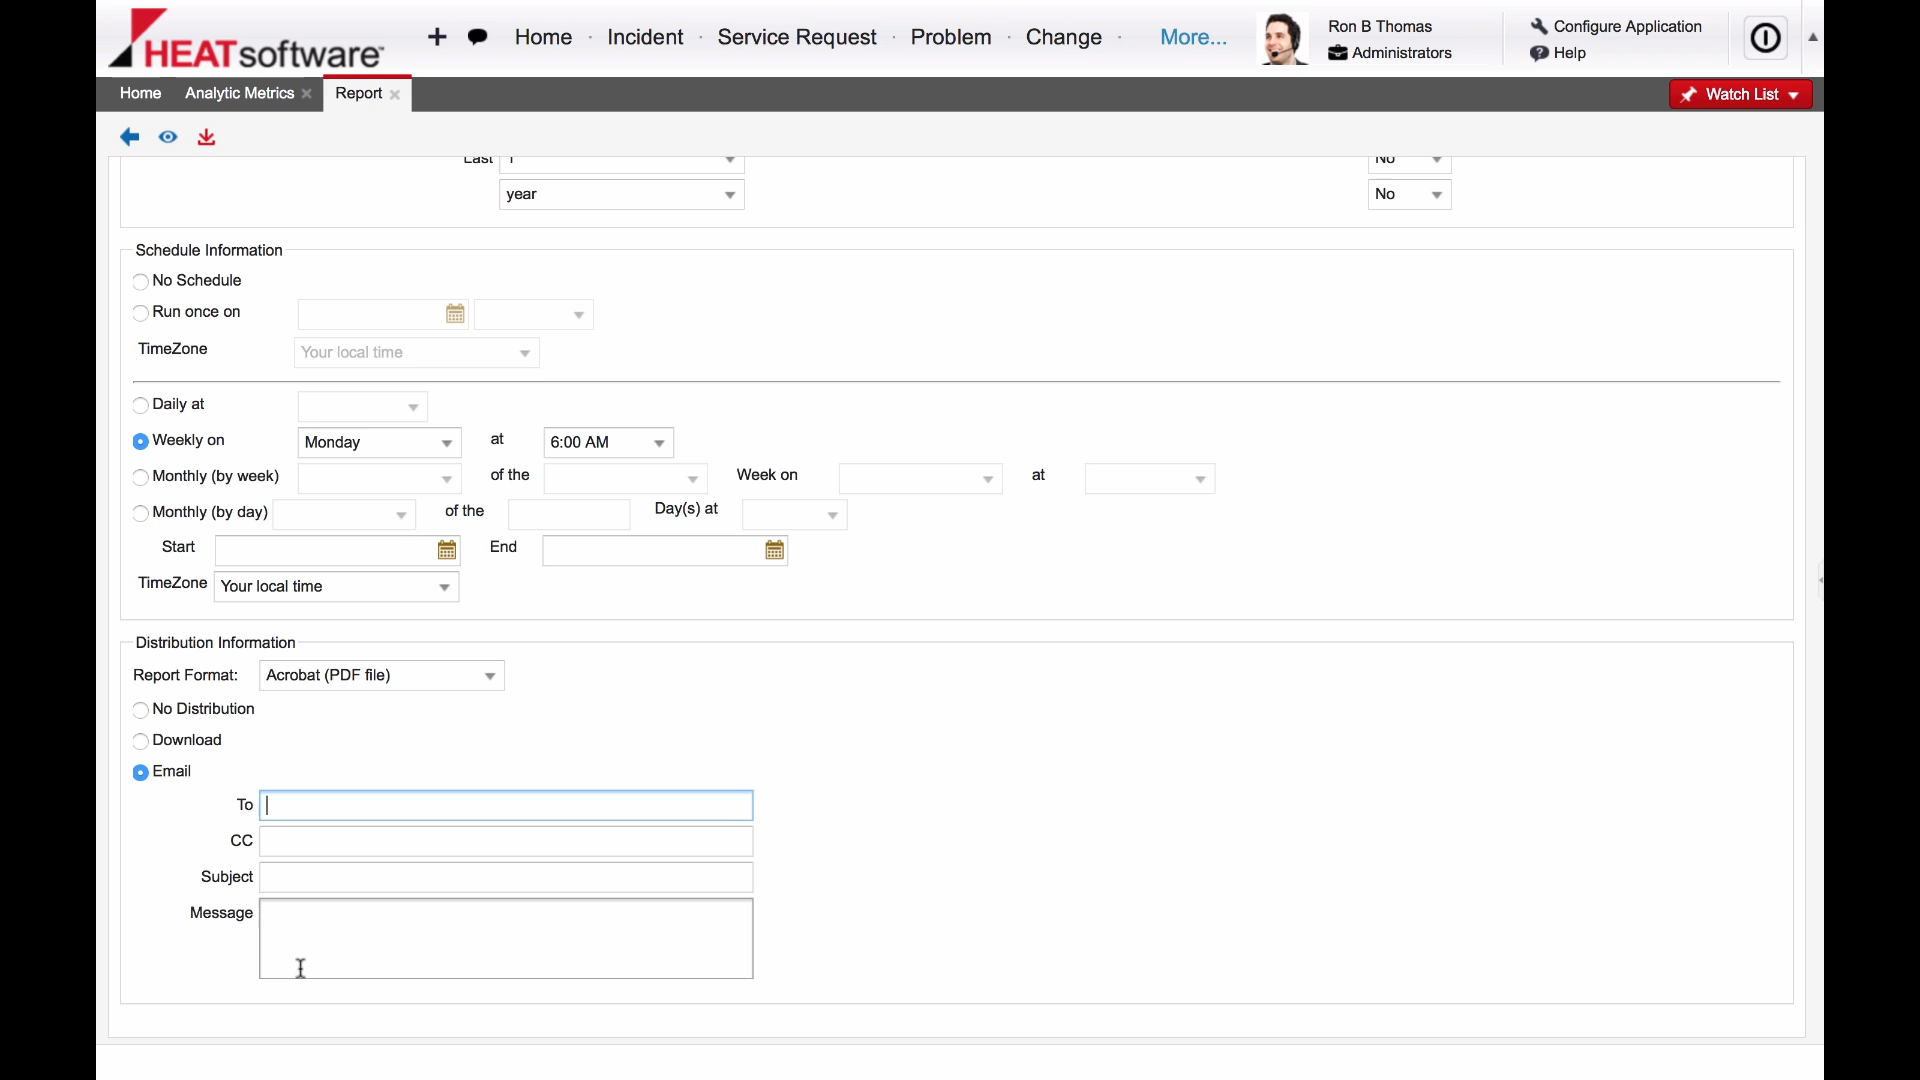 HEATsoftware
Home · Incident · Service Request · Problem · Change · More...
Ron B Thomas
Administrators
Configure Application
Help
Home Analytic Metrics Report
Watch List
Last 1 No
year No
Schedule Information
No Schedule
Run once on
TimeZone Your local time
Daily at
Weekly on Monday at 6:00 AM
Monthly (by week) of the Week on at
Monthly (by day) of the Day(s) at
Start End
TimeZone Your local time
Distribution Information
Report Format: Acrobat (PDF file)
No Distribution
Download
Email
To
CC
Subject
Message